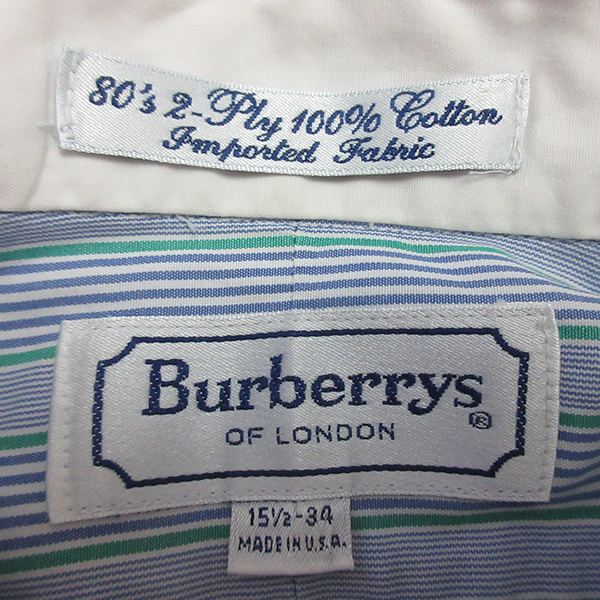 80's 2-Ply 100% Cotton
Imported Fabric
Burberrys®
OF LONDON
15½-34
MADE IN U.S.A.